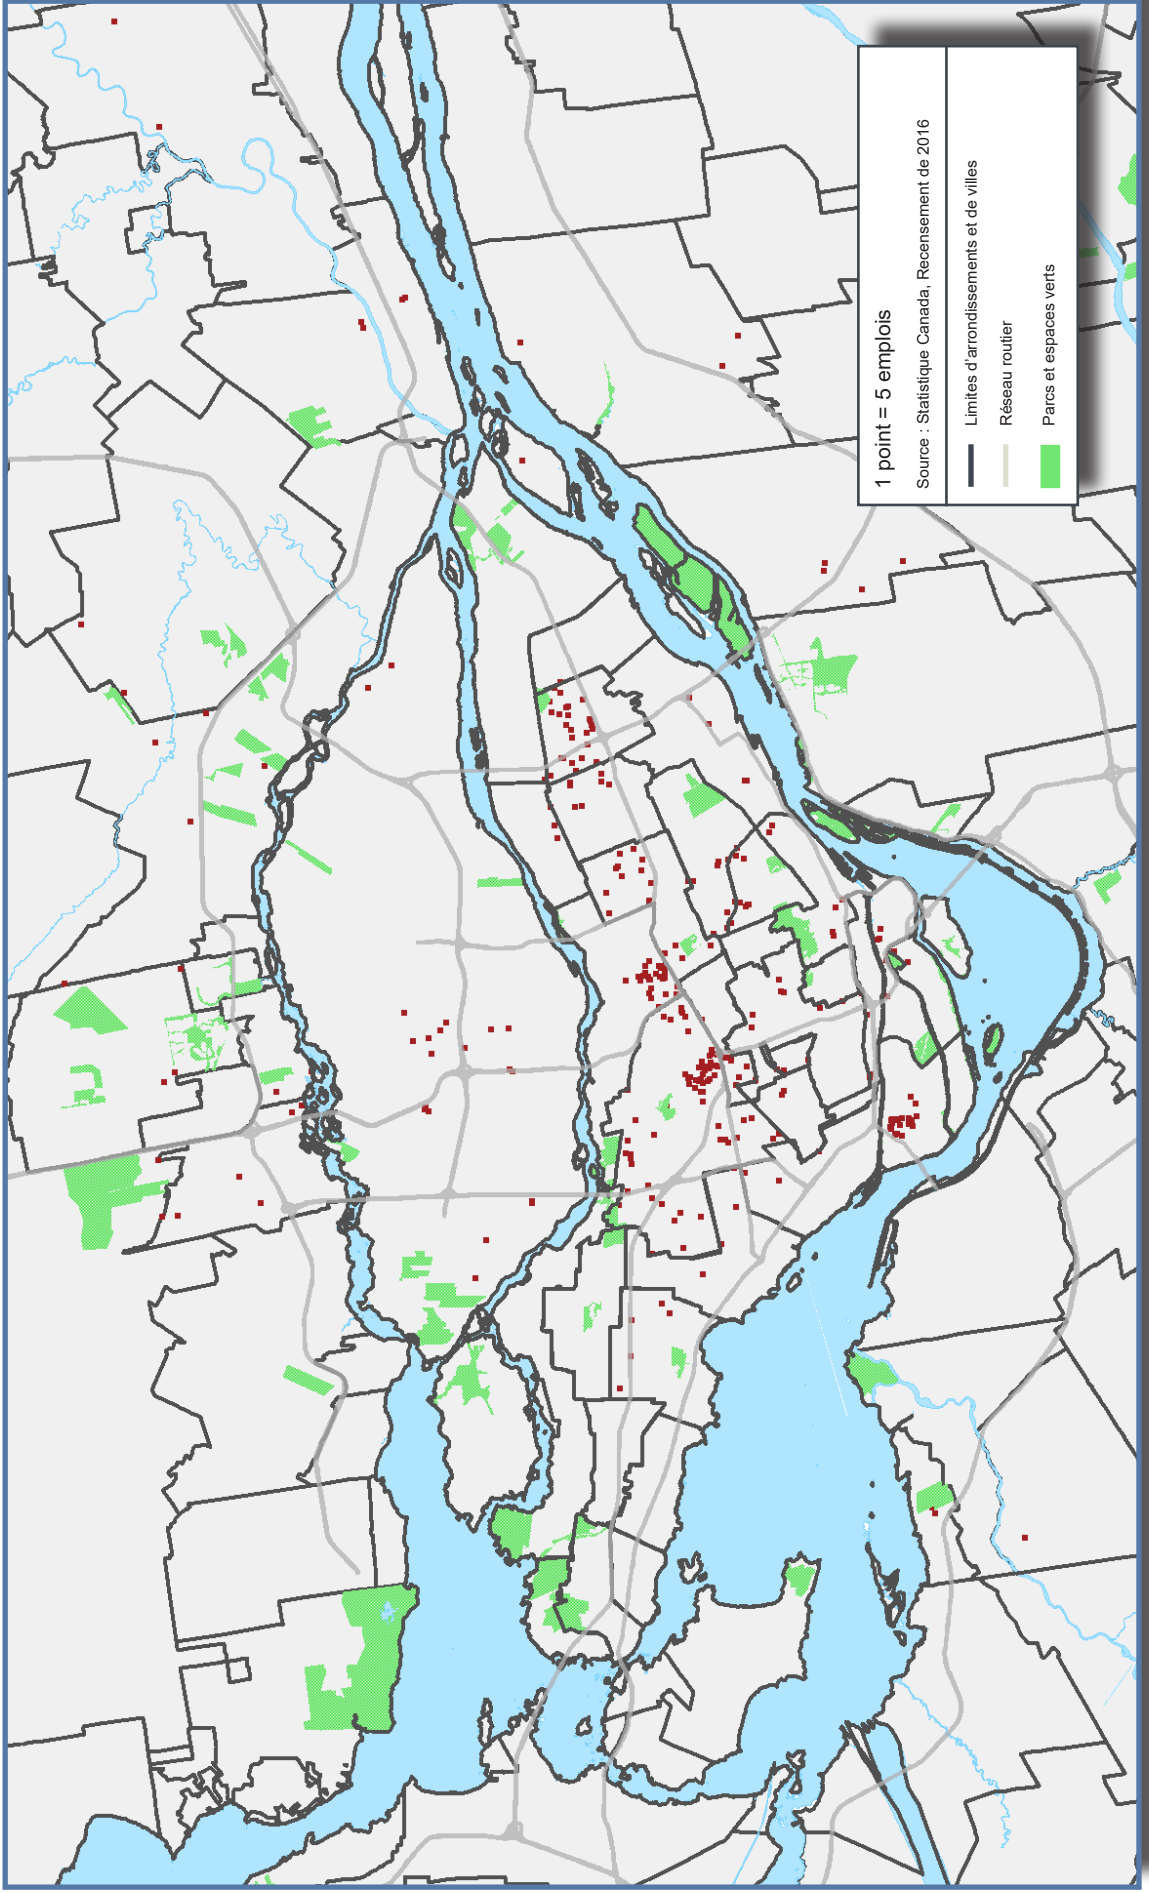 1 point = 5 emplois
Source : Statistique Canada, Recensement de 2016
Limites d'arrondissements et de villes
Réseau routier
Parcs et espaces verts